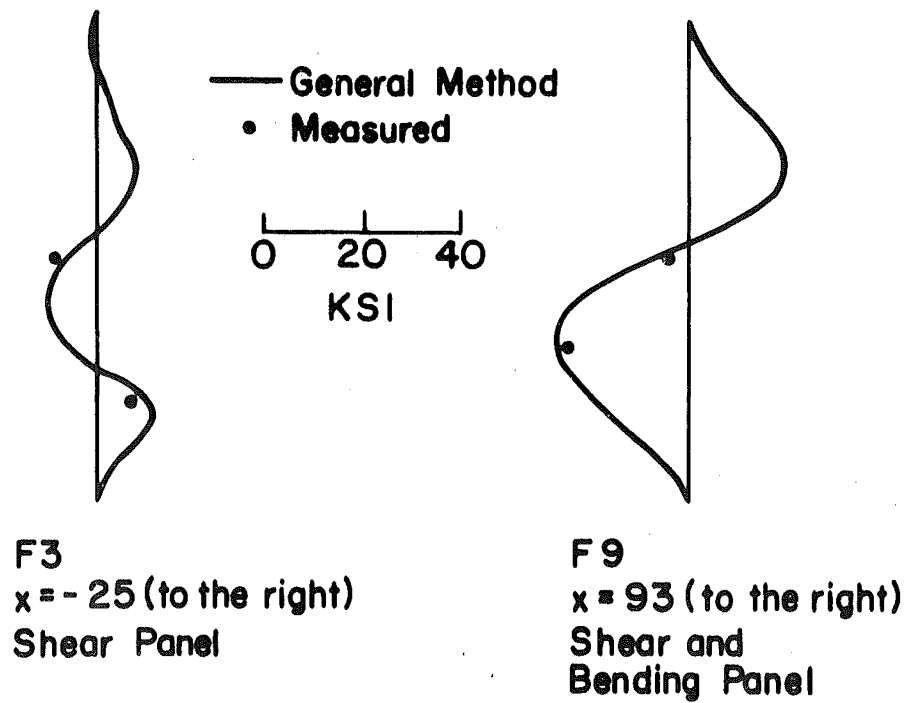 General Method
Measured
0 20 40
KSI
F3
x = - 25 (to the right)
Shear Panel
F9
x = 93 (to the right)
Shear and
Bending Panel